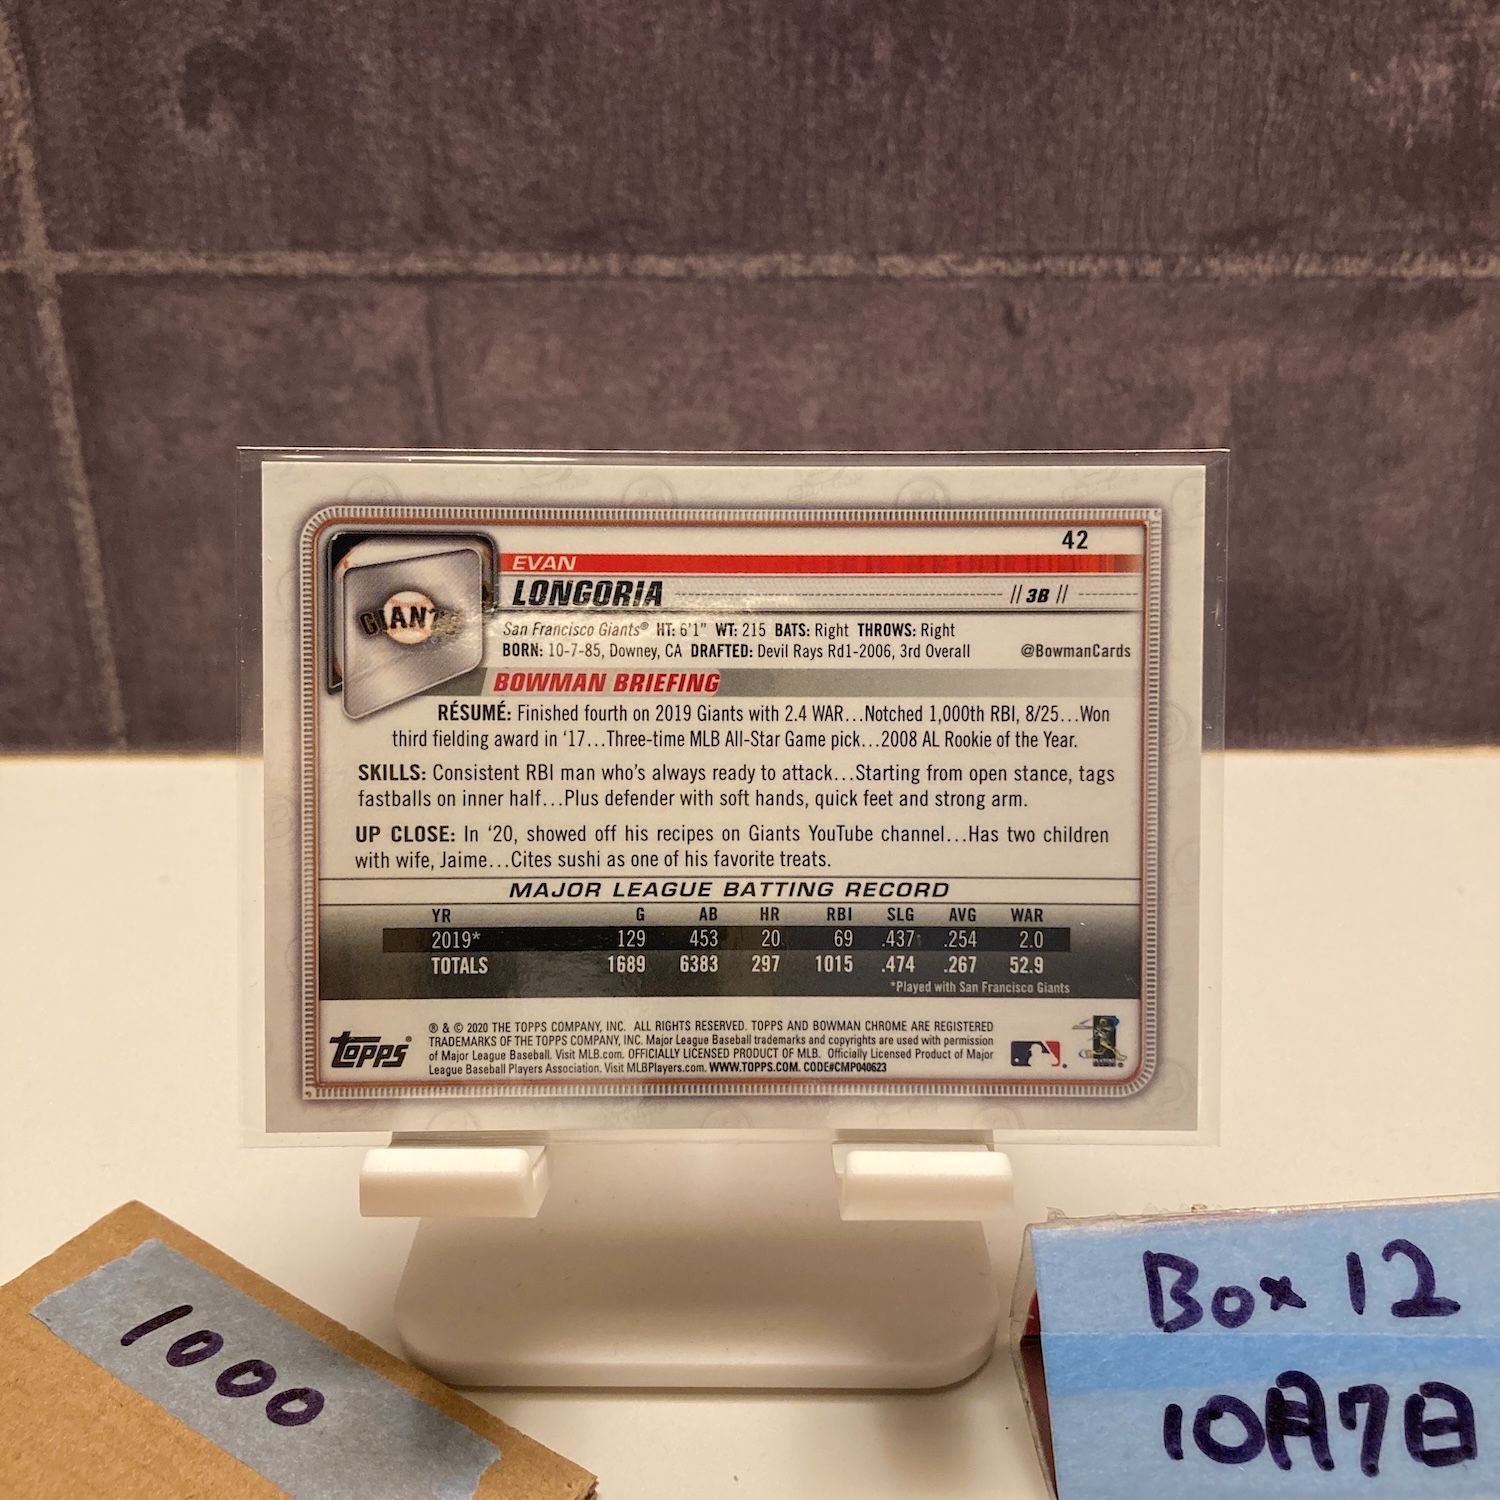 42
EVAN
LONGORIA
// 3B //
GIANTS
San Francisco Giants® HT: 6'1" WT: 215 BATS: Right THROWS: Right
BORN: 10-7-85, Downey, CA DRAFTED: Devil Rays Rd1-2006, 3rd Overall
@BowmanCards
BOWMAN BRIEFING
RÉSUMÉ: Finished fourth on 2019 Giants with 2.4 WAR...Notched 1,000th RBI, 8/25...Won
third fielding award in '17...Three-time MLB All-Star Game pick...2008 AL Rookie of the Year.
SKILLS: Consistent RBI man who's always ready to attack...Starting from open stance, tags
fastballs on inner half...Plus defender with soft hands, quick feet and strong arm.
UP CLOSE: In '20, showed off his recipes on Giants YouTube channel...Has two children
with wife, Jaime...Cites sushi as one of his favorite treats.
MAJOR LEAGUE BATTING RECORD
YR G AB HR RBI SLG AVG WAR
2019* 129 453 20 69 .437 .254 2.0
TOTALS 1689 6383 297 1015 .474 .267 52.9
*Played with San Francisco Giants
TOPPS
® & © 2020 THE TOPPS COMPANY, INC. ALL RIGHTS RESERVED. TOPPS AND BOWMAN CHROME ARE REGISTERED
TRADEMARKS OF THE TOPPS COMPANY, INC. Major League Baseball trademarks and copyrights are used with permission
of Major League Baseball. Visit MLB.com. OFFICIALLY LICENSED PRODUCT OF MLB. Officially Licensed Product of Major
League Baseball Players Association. Visit MLBPlayers.com. WWW.TOPPS.COM. CODE#CMP040623
1000
Box 12
10月7日